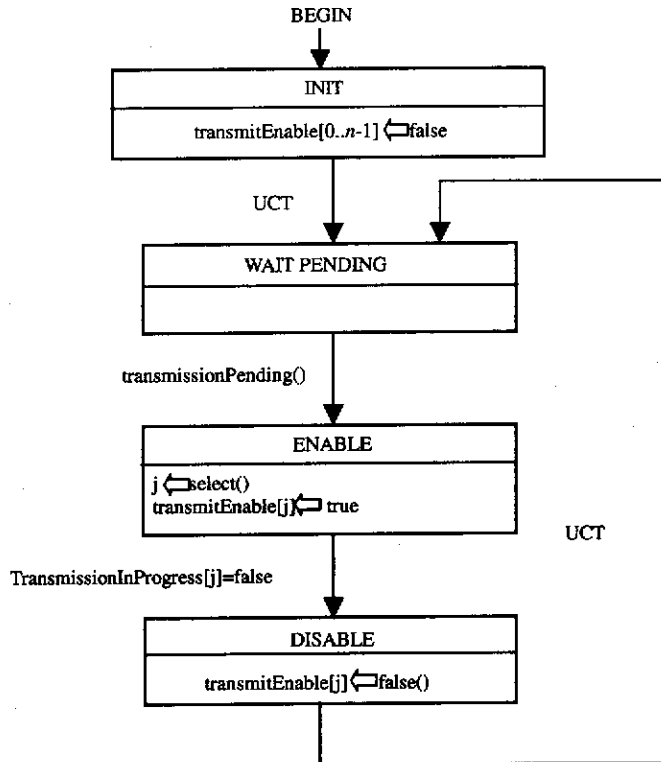 BEGIN
INIT
transmitEnable[0..n-1] ⇐ false
UCT
WAIT PENDING
transmissionPending()
ENABLE
j ⇐ select()
transmitEnable[j] ⇐ true
UCT
TransmissionInProgress[j]=false
DISABLE
transmitEnable[j] ⇐ false()